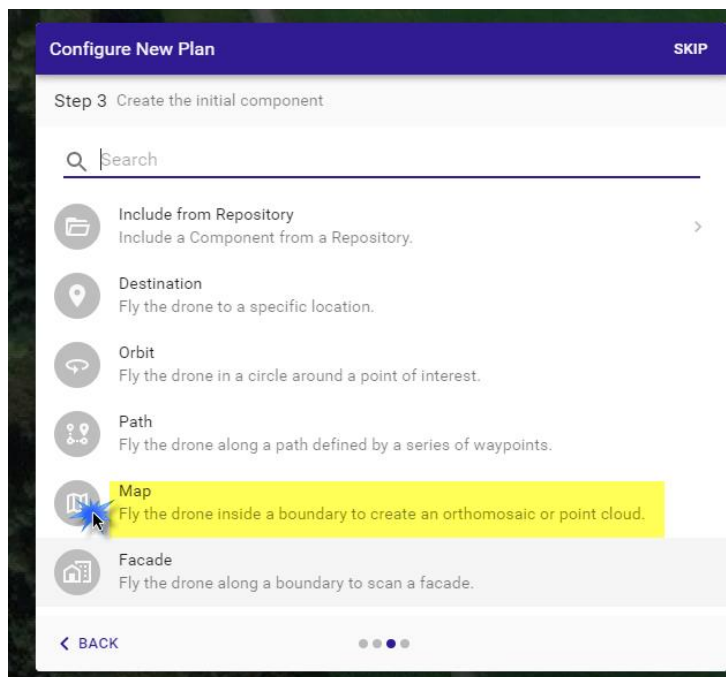 Configure New Plan SKIP
Step 3 Create the initial component
Search
Include from Repository
Include a Component from a Repository.
Destination
Fly the drone to a specific location.
Orbit
Fly the drone in a circle around a point of interest.
Path
Fly the drone along a path defined by a series of waypoints.
Map
Fly the drone inside a boundary to create an orthomosaic or point cloud.
Facade
Fly the drone along a boundary to scan a facade.
BACK